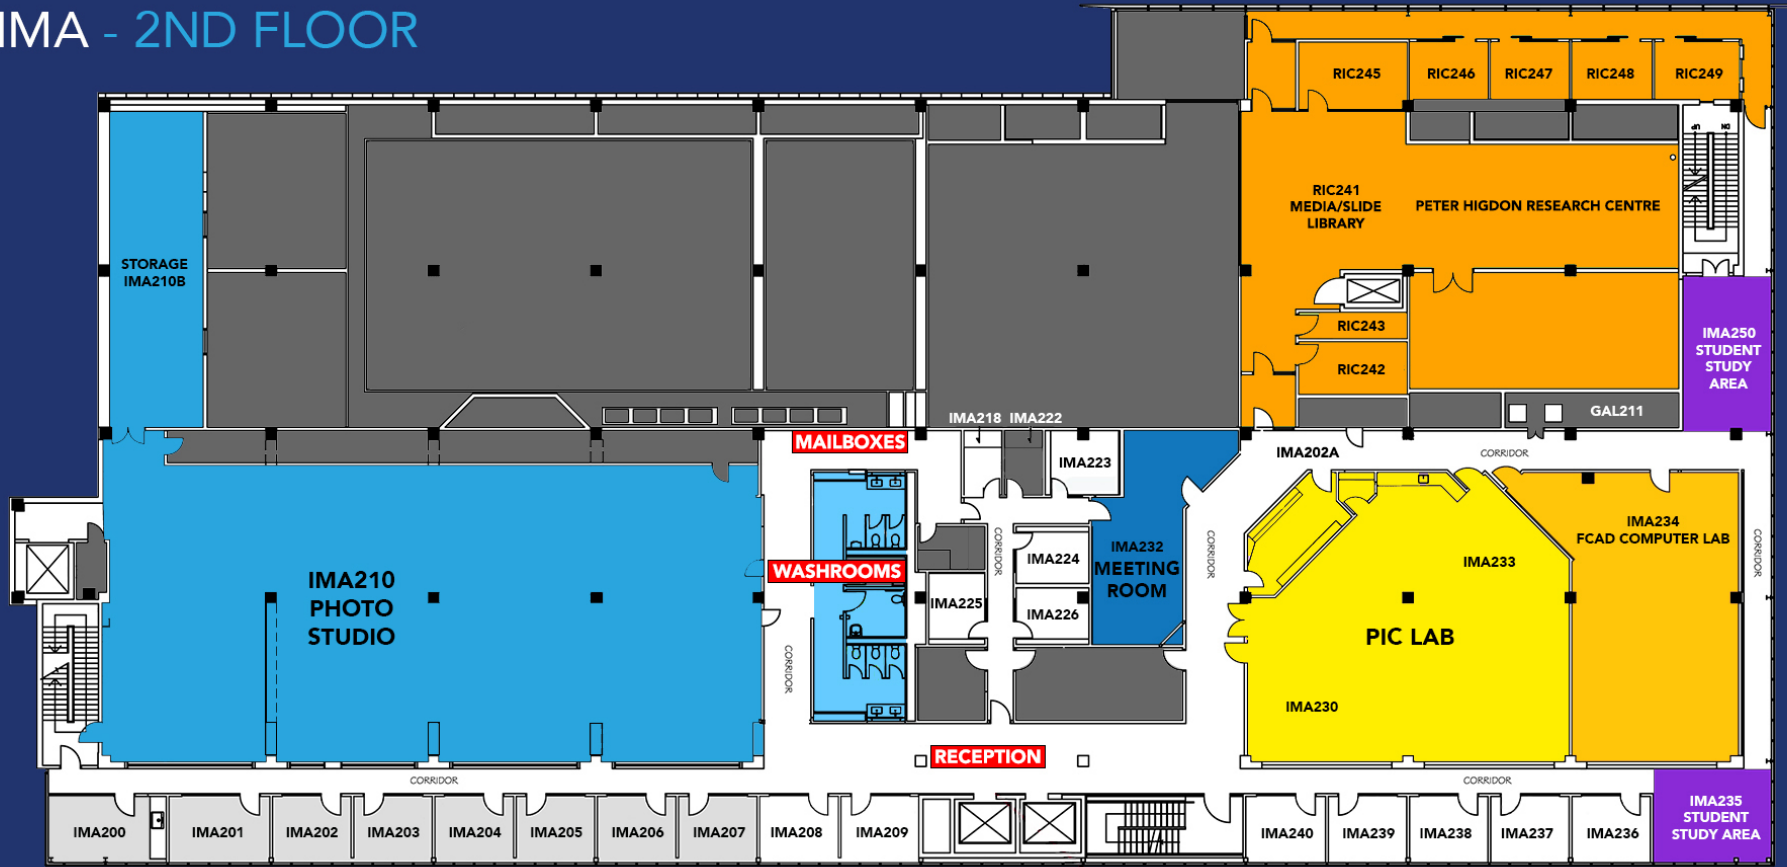 IMA - 2ND FLOOR
RIC245
RIC246
RIC247
RIC248
RIC249
UP
DN
RIC241
MEDIA/SLIDE
LIBRARY
PETER HIGDON RESEARCH CENTRE
STORAGE
IMA210B
RIC243
RIC242
IMA250
STUDENT
STUDY
AREA
GAL211
IMA218
IMA222
MAILBOXES
IMA223
IMA202A
CORRIDOR
IMA234
FCAD COMPUTER LAB
IMA233
IMA232
MEETING
ROOM
IMA224
CORRIDOR
CORRIDOR
CORRIDOR
WASHROOMS
IMA210
PHOTO
STUDIO
IMA225
IMA226
PIC LAB
CORRIDOR
IMA230
RECEPTION
CORRIDOR
CORRIDOR
IMA200
IMA201
IMA202
IMA203
IMA204
IMA205
IMA206
IMA207
IMA208
IMA209
IMA240
IMA239
IMA238
IMA237
IMA236
IMA235
STUDENT
STUDY AREA